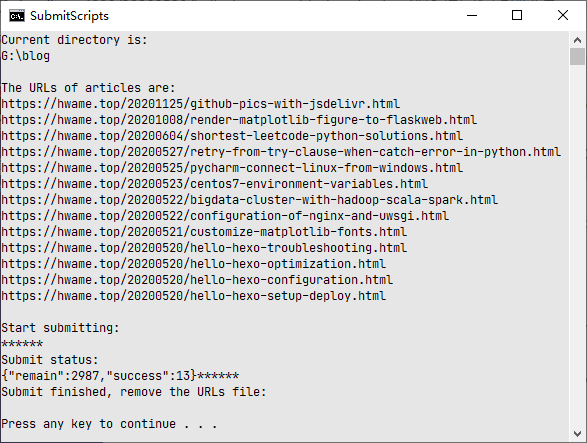 SubmitScripts
Current directory is:
G:\blog
The URLs of articles are:
https://hwame.top/20201125/github-pics-with-jsdelivr.html
https://hwame.top/20201008/render-matplotlib-figure-to-flaskweb.html
https://hwame.top/20200604/shortest-leetcode-python-solutions.html
https://hwame.top/20200527/retry-from-try-clause-when-catch-error-in-python.html
https://hwame.top/20200525/pycharm-connect-linux-from-windows.html
https://hwame.top/20200523/centos7-environment-variables.html
https://hwame.top/20200522/bigdata-cluster-with-hadoop-scala-spark.html
https://hwame.top/20200522/configuration-of-nginx-and-uwsgi.html
https://hwame.top/20200521/customize-matplotlib-fonts.html
https://hwame.top/20200520/hello-hexo-troubleshooting.html
https://hwame.top/20200520/hello-hexo-optimization.html
https://hwame.top/20200520/hello-hexo-configuration.html
https://hwame.top/20200520/hello-hexo-setup-deploy.html
Start submitting:
******
Submit status:
{"remain":2987,"success":13}******
Submit finished, remove the URLs file:
Press any key to continue . . .